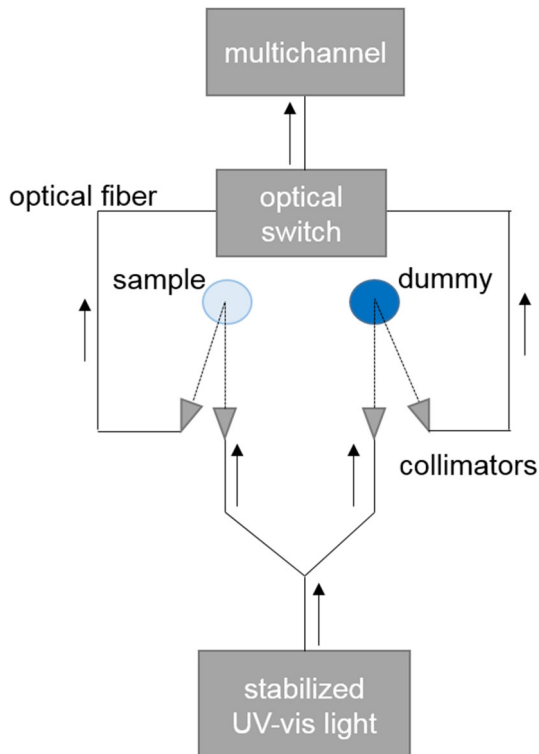 multichannel
optical fiber
optical
switch
sample
dummy
collimators
stabilized
UV-vis light